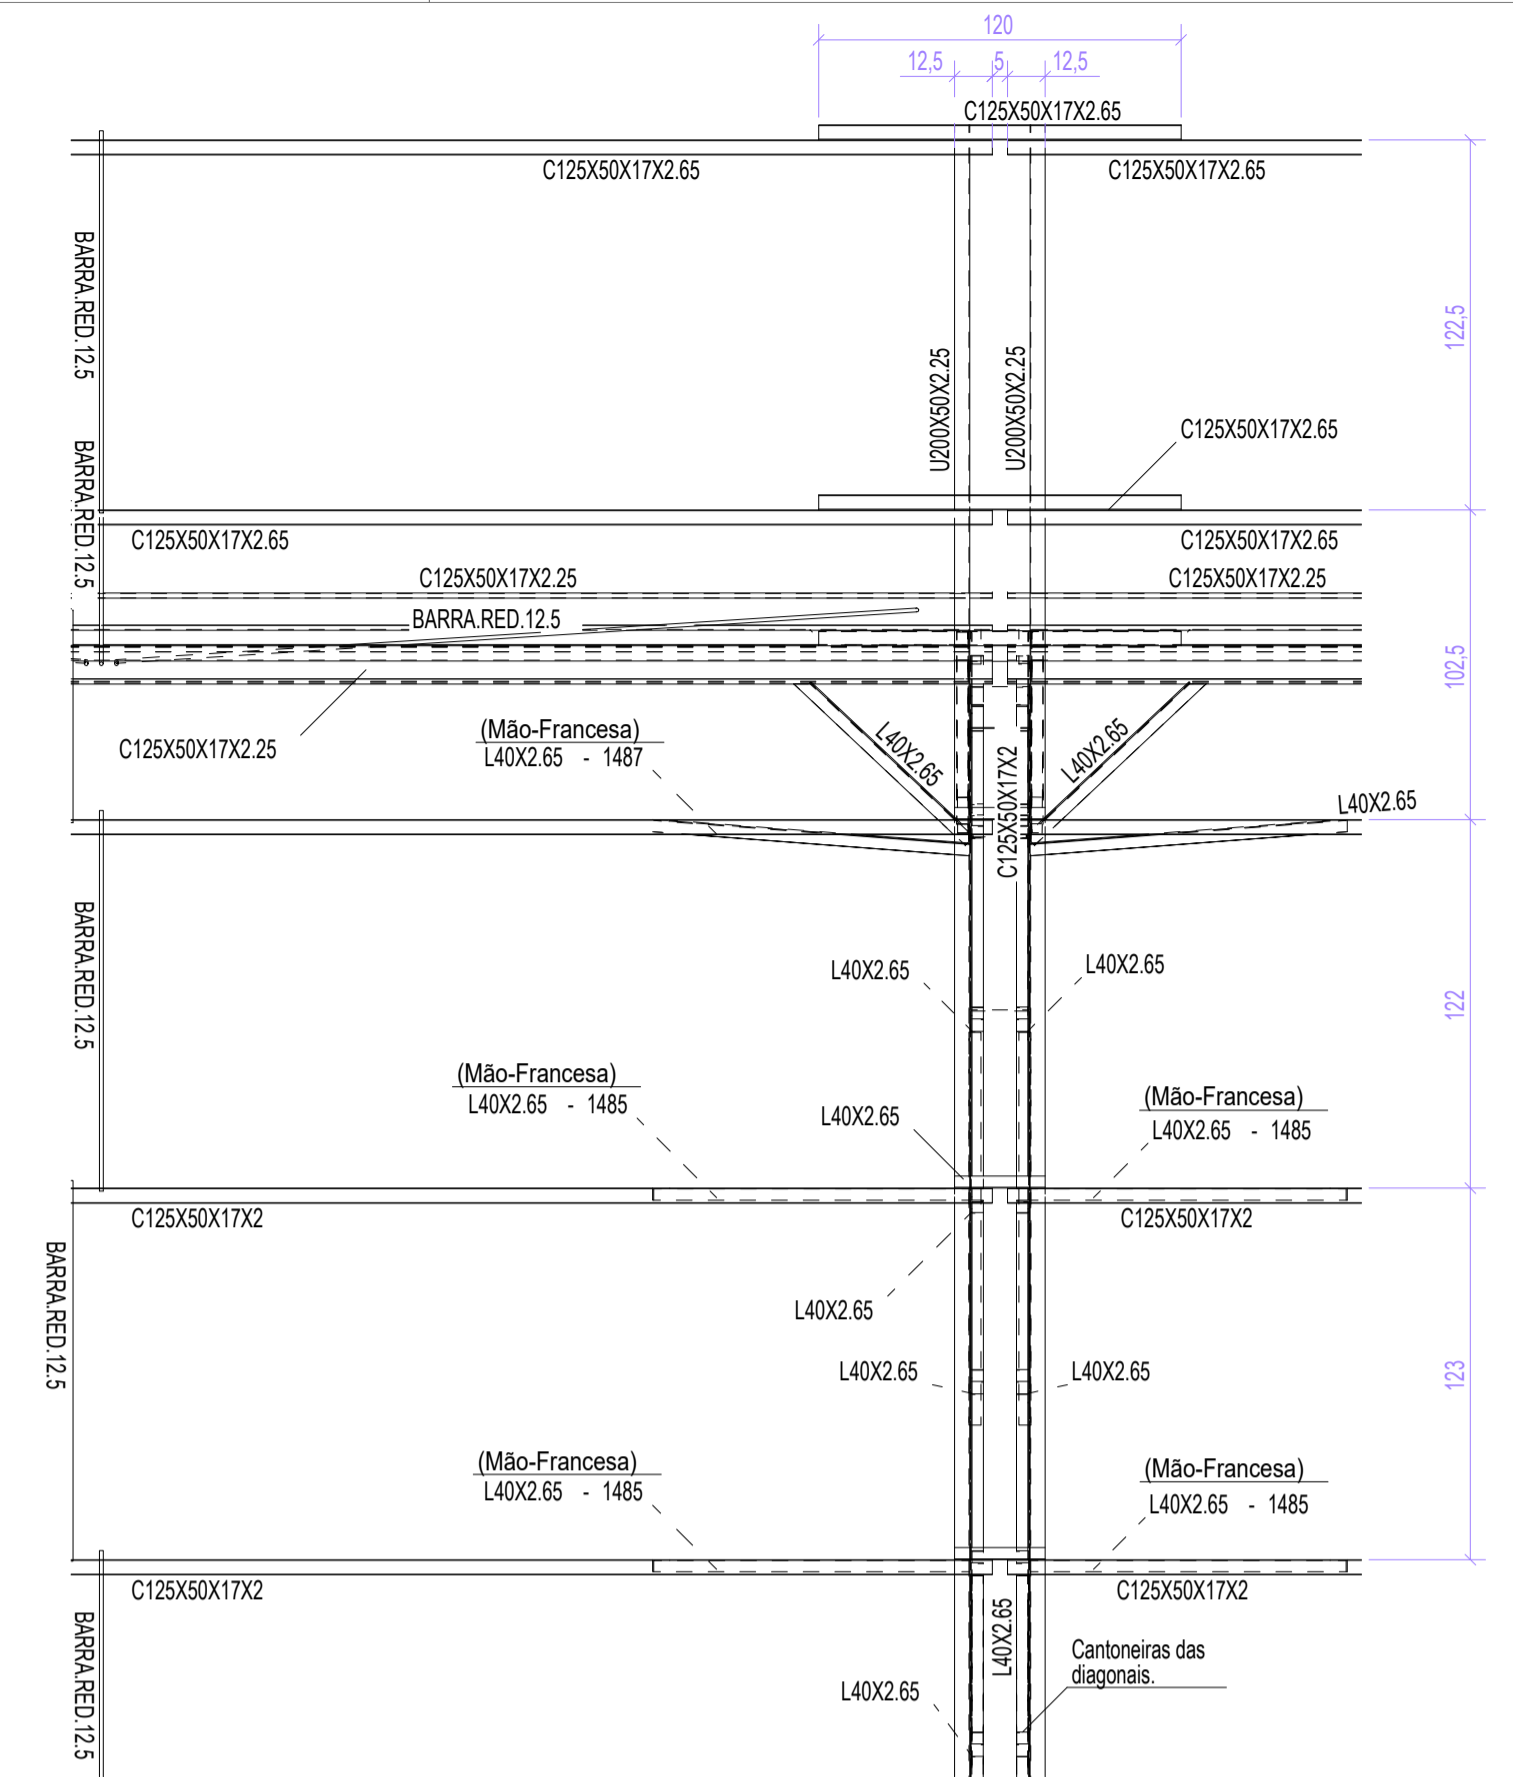 120
12,5
5
12,5
C125X50X17X2.65
C125X50X17X2.65
C125X50X17X2.65
BARRA.RED.12.5
122,5
U200X50X2.25
U200X50X2.25
C125X50X17X2.65
BARRA.RED.12.5
C125X50X17X2.65
C125X50X17X2.65
C125X50X17X2.25
C125X50X17X2.25
BARRA.RED.12.5
102,5
(Mão-Francesa)
L40X2.65 - 1487
C125X50X17X2.25
L40X2.65
L40X2.65
C125X50X17X2
L40X2.65
BARRA.RED.12.5
L40X2.65
L40X2.65
122
(Mão-Francesa)
L40X2.65 - 1485
L40X2.65
(Mão-Francesa)
L40X2.65 - 1485
C125X50X17X2
C125X50X17X2
BARRA.RED.12.5
L40X2.65
L40X2.65
L40X2.65
123
(Mão-Francesa)
L40X2.65 - 1485
(Mão-Francesa)
L40X2.65 - 1485
C125X50X17X2
C125X50X17X2
BARRA.RED.12.5
L40X2.65
Cantoneiras das
diagonais.
L40X2.65